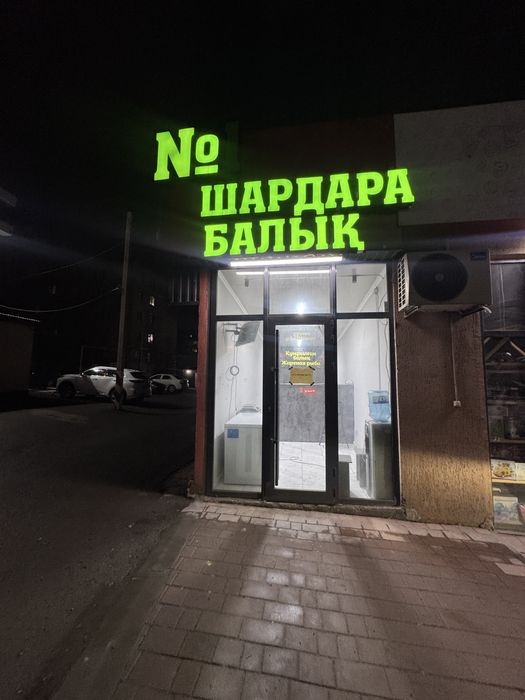 №
ШАРДАРА
БАЛЫҚ
Қуырылған
балық
Жареная рыба